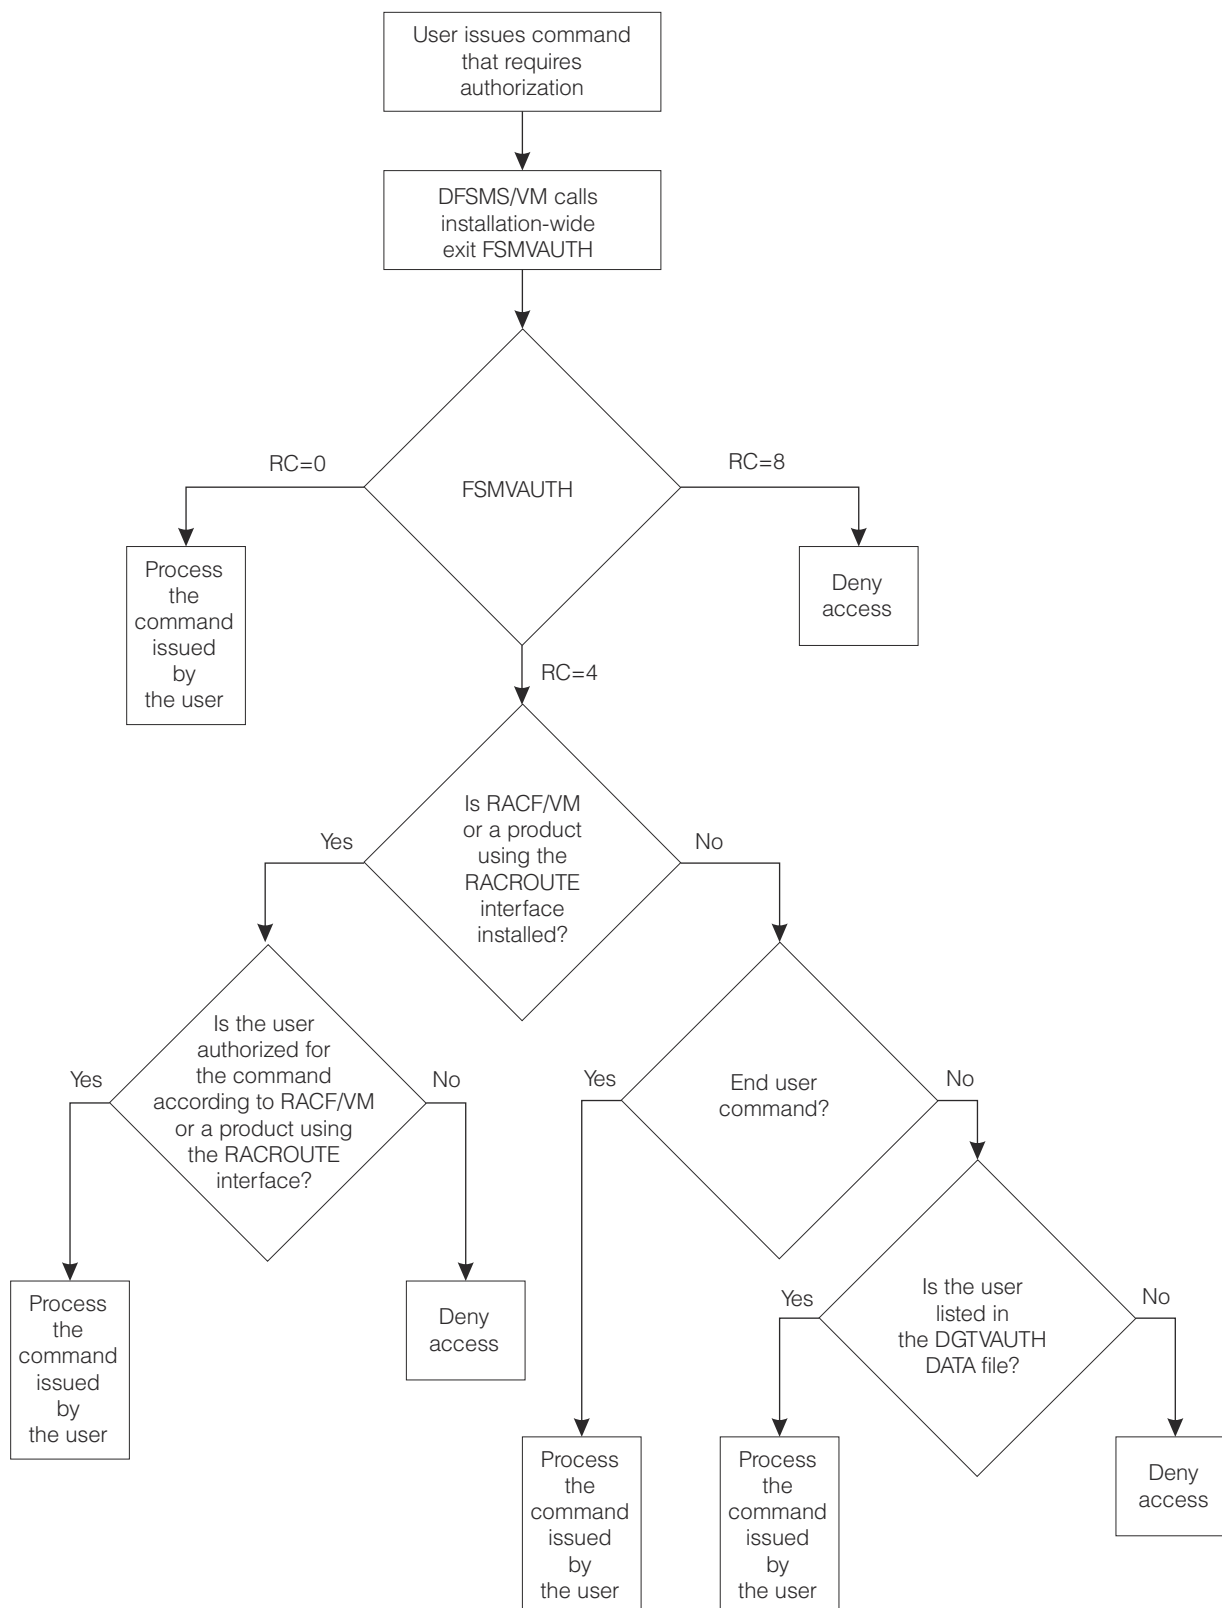 User issues command
that requires
authorization
DFSMS/VM calls
installation-wide
exit FSMVAUTH
RC=0
RC=8
FSMVAUTH
Process
the
command
issued
by
the user
Deny
access
RC=4
Is RACF/VM
or a product
using the
RACROUTE
interface
installed?
Yes
No
Is the user
authorized for
the command
according to RACF/VM
or a product using
the RACROUTE
interface?
Yes
No
End user
command?
Yes
No
Process
the
command
issued
by
the user
Deny
access
Is the user
listed in
the DGTVAUTH
DATA file?
Yes
No
Process
the
command
issued
by
the user
Process
the
command
issued
by
the user
Deny
access